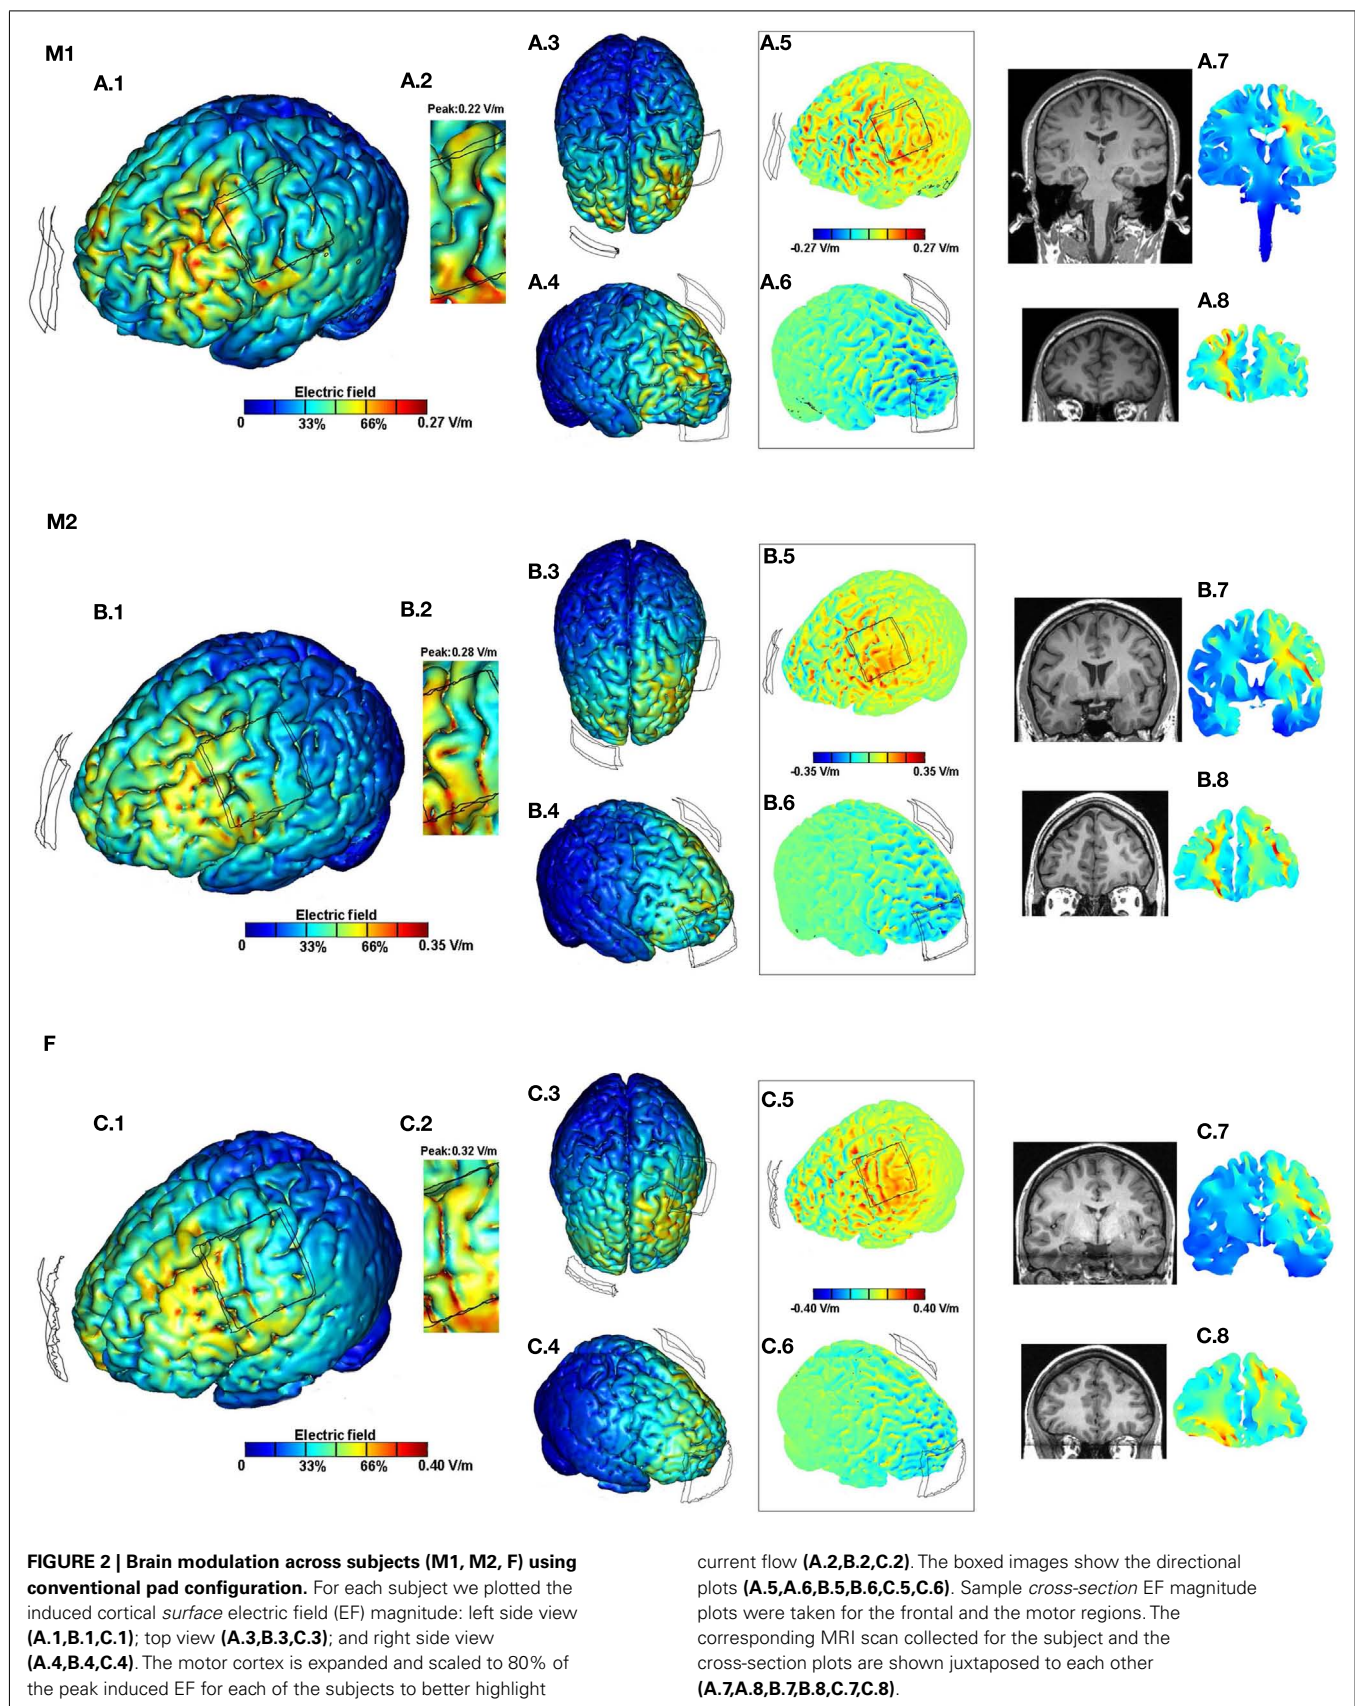 M1
A.1
A.2
Peak:0.22 V/m
A.3
A.4
A.5
-0.27 V/m 0.27 V/m
A.6
A.7
A.8
Electric field
0 33% 66% 0.27 V/m
M2
B.1
B.2
Peak:0.28 V/m
B.3
B.4
B.5
-0.35 V/m 0.35 V/m
B.6
B.7
B.8
Electric field
0 33% 66% 0.35 V/m
F
C.1
C.2
Peak:0.32 V/m
C.3
C.4
C.5
-0.40 V/m 0.40 V/m
C.6
C.7
C.8
Electric field
0 33% 66% 0.40 V/m
FIGURE 2 | Brain modulation across subjects (M1, M2, F) using
conventional pad configuration. For each subject we plotted the
induced cortical surface electric field (EF) magnitude: left side view
(A.1,B.1,C.1); top view (A.3,B.3,C.3); and right side view
(A.4,B.4,C.4). The motor cortex is expanded and scaled to 80% of
the peak induced EF for each of the subjects to better highlight
current flow (A.2,B.2,C.2). The boxed images show the directional
plots (A.5,A.6,B.5,B.6,C.5,C.6). Sample cross-section EF magnitude
plots were taken for the frontal and the motor regions. The
corresponding MRI scan collected for the subject and the
cross-section plots are shown juxtaposed to each other
(A.7,A.8,B.7,B.8,C.7,C.8).